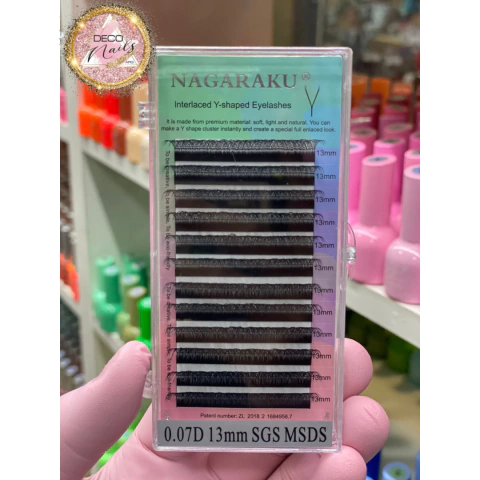 DECO
Nails
NAGARAKU®
Interlaced Y-shaped Eyelashes
Y
It is made from premium material: soft, light and natural. You can
make a Y shape cluster instantly and create a special full enlaced look.
13mm
13mm
13mm
13mm
13mm
13mm
13mm
13mm
13mm
13mm
13mm
13mm
0.07D 13mm SGS MSDS